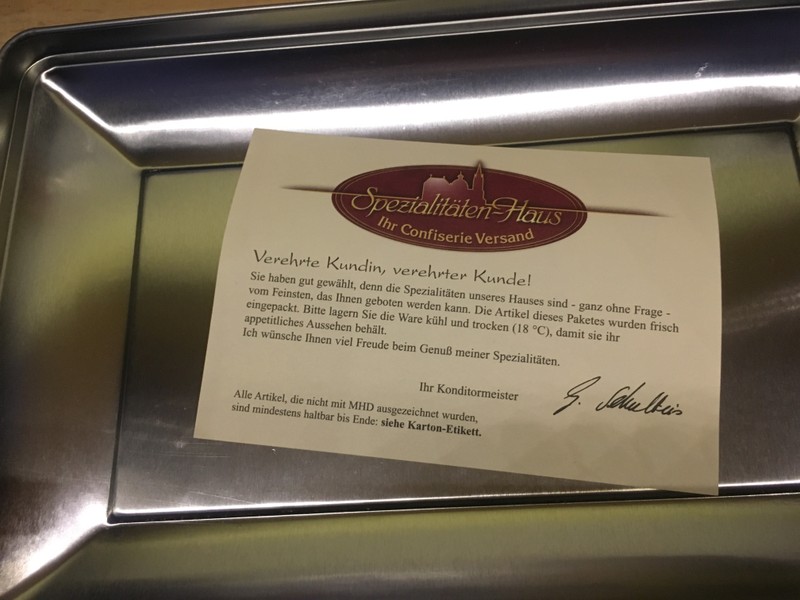 Spezialitäten-Haus
Ihr Confiserie Versand
Verehrte Kundin, verehrter Kunde!
Sie haben gut gewählt, denn die Spezialitäten unseres Hauses sind - ganz ohne Frage -
vom Feinsten, das Ihnen geboten werden kann. Die Artikel dieses Paketes wurden frisch
eingepackt. Bitte lagern Sie die Ware kühl und trocken (18 °C), damit sie ihr
appetitliches Aussehen behält.
Ich wünsche Ihnen viel Freude beim Genuß meiner Spezialitäten.
Ihr Konditormeister
G. Schulteis
Alle Artikel, die nicht mit MHD ausgezeichnet wurden,
sind mindestens haltbar bis Ende: siehe Karton-Etikett.